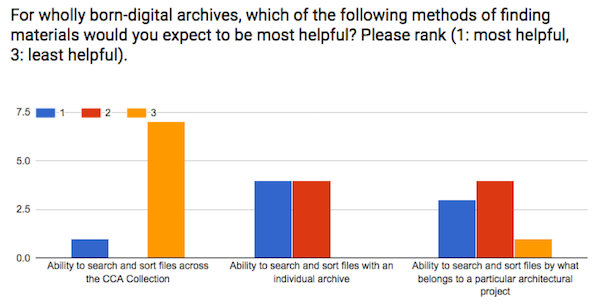 For wholly born-digital archives, which of the following methods of finding
materials would you expect to be most helpful? Please rank (1: most helpful,
3: least helpful).
7.5
1
2
3
5.0
2.5
0.0
Ability to search and sort files across
the CCA Collection
Ability to search and sort files with an
individual archive
Ability to search and sort files by what
belongs to a particular architectural
project